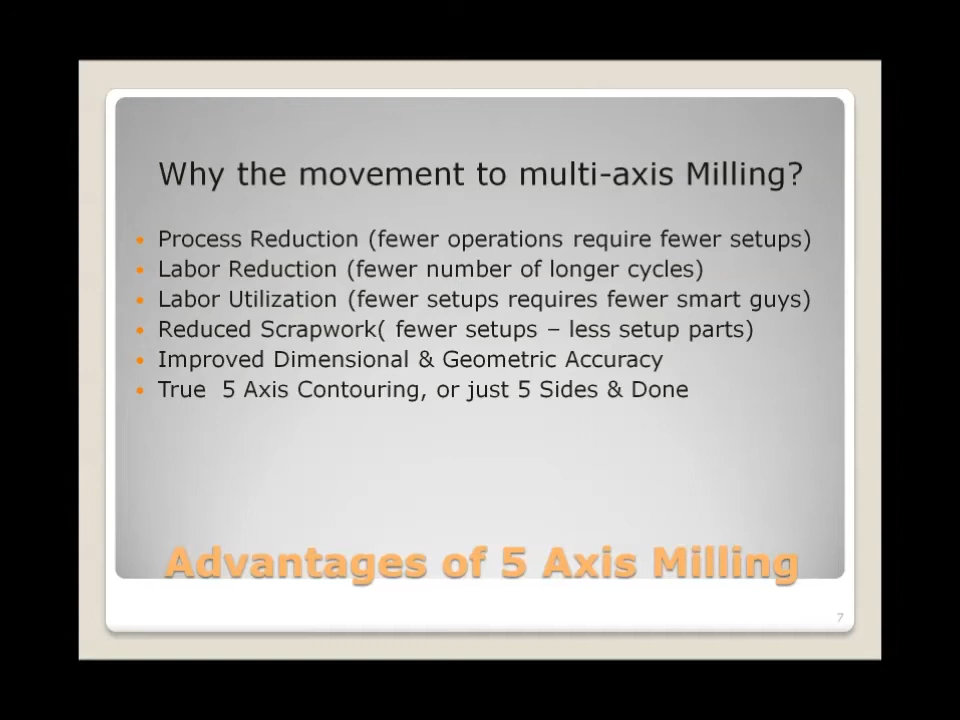 Why the movement to multi-axis Milling?
Process Reduction (fewer operations require fewer setups)
Labor Reduction (fewer number of longer cycles)
Labor Utilization (fewer setups requires fewer smart guys)
Reduced Scrapwork( fewer setups – less setup parts)
Improved Dimensional & Geometric Accuracy
True  5 Axis Contouring, or just 5 Sides & Done
Advantages of 5 Axis Milling
7